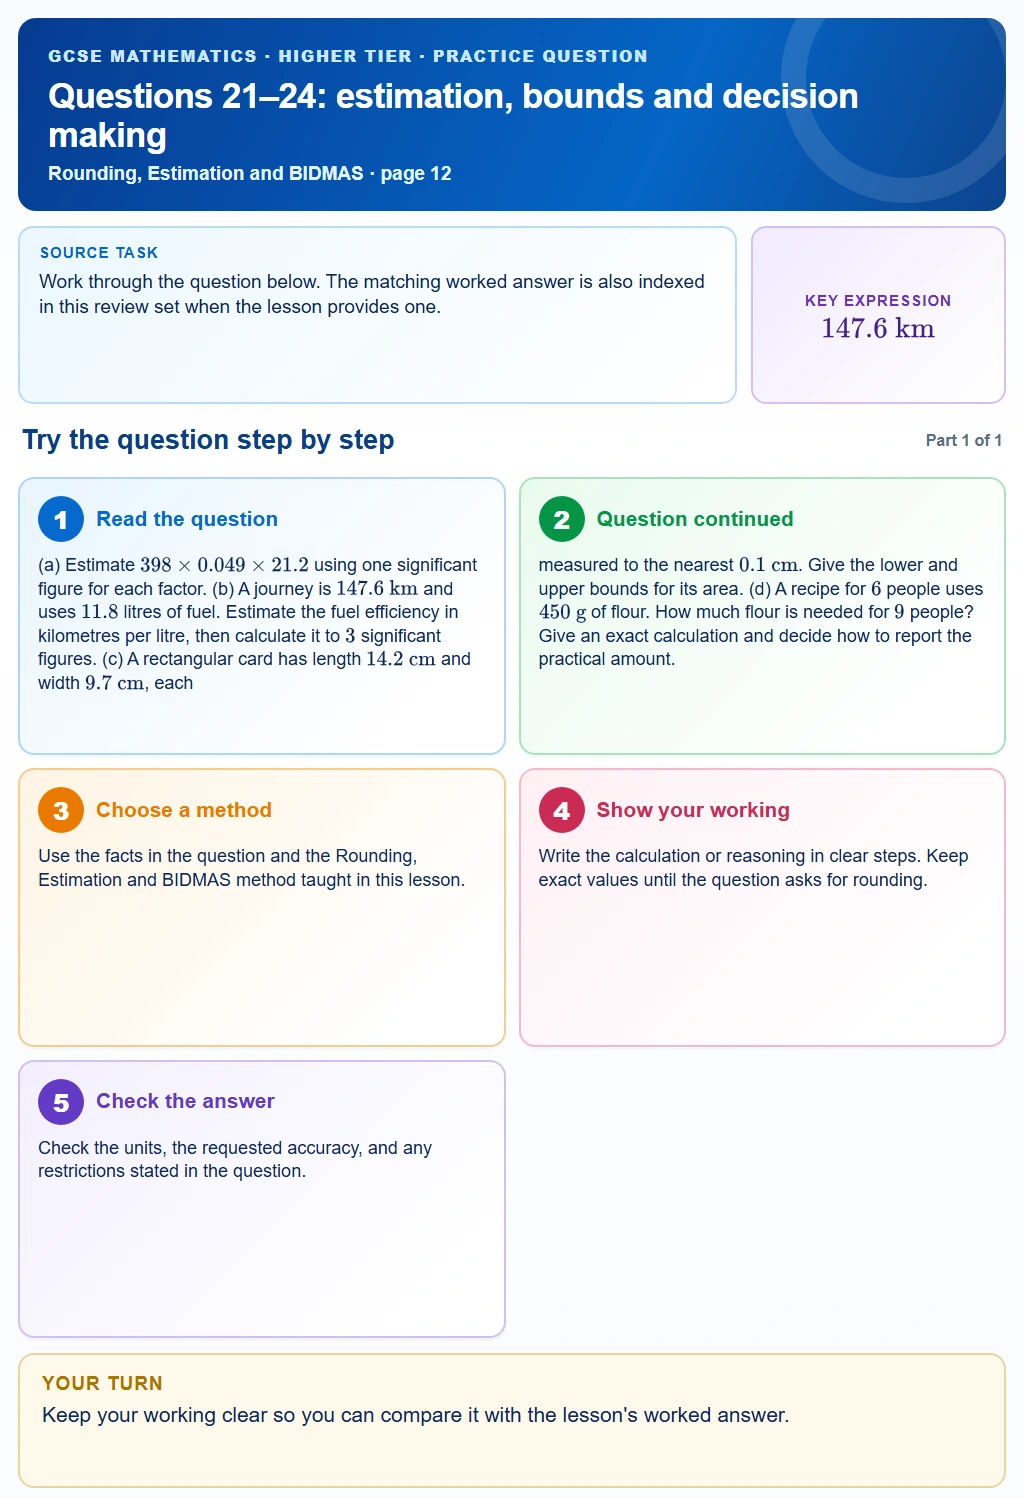 GCSE MATHEMATICS · HIGHER TIER · PRACTICE QUESTION
Questions 21–24: estimation, bounds and decision
making
Rounding, Estimation and BIDMAS · page 12
SOURCE TASK
Work through the question below. The matching worked answer is also indexed
in this review set when the lesson provides one.
KEY EXPRESSION
147.6 km
Try the question step by step
Part 1 of 1
1 Read the question
(a) Estimate 398 × 0.049 × 21.2 using one significant
figure for each factor. (b) A journey is 147.6 km and
uses 11.8 litres of fuel. Estimate the fuel efficiency in
kilometres per litre, then calculate it to 3 significant
figures. (c) A rectangular card has length 14.2 cm and
width 9.7 cm, each
2 Question continued
measured to the nearest 0.1 cm. Give the lower and
upper bounds for its area. (d) A recipe for 6 people uses
450 g of flour. How much flour is needed for 9 people?
Give an exact calculation and decide how to report the
practical amount.
3 Choose a method
Use the facts in the question and the Rounding,
Estimation and BIDMAS method taught in this lesson.
4 Show your working
Write the calculation or reasoning in clear steps. Keep
exact values until the question asks for rounding.
5 Check the answer
Check the units, the requested accuracy, and any
restrictions stated in the question.
YOUR TURN
Keep your working clear so you can compare it with the lesson's worked answer.